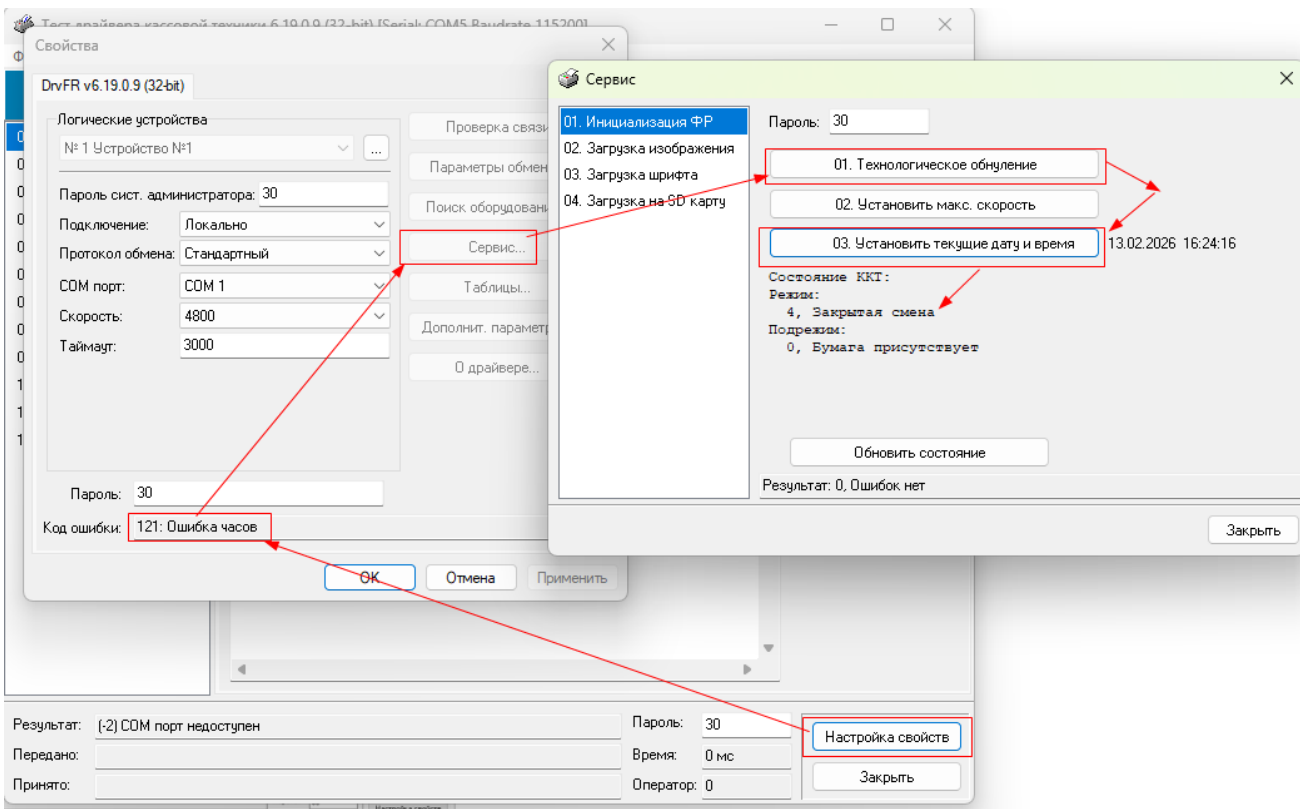 Тест драйвера кассовой техники 6.19.0.9 (32-bit) [Serial: COM5 Baudrate 115200]
Свойства
DrvFR v6.19.0.9 (32-bit)
Логические устройства
№ 1 Устройство №1
...
Пароль сист. администратора: 30
Подключение: Локально
Протокол обмена: Стандартный
COM порт: COM 1
Скорость: 4800
Таймаут: 3000
Проверка связи
Параметры обмен
Поиск оборудовани
Сервис...
Таблицы...
Дополнит. парамет
О драйвере...
Пароль: 30
Код ошибки: 121: Ошибка часов
OK
Отмена
Применить
Сервис
01. Инициализация ФР
02. Загрузка изображения
03. Загрузка шрифта
04. Загрузка на SD карту
Пароль: 30
01. Технологическое обнуление
02. Установить макс. скорость
03. Установить текущие дату и время
13.02.2026 16:24:16
Состояние ККТ:
Режим:
4, Закрытая смена
Подрежим:
0, Бумага присутствует
Обновить состояние
Результат: 0, Ошибок нет
Закрыть
Результат: (-2) COM порт недоступен
Передано:
Принято:
Пароль: 30
Время: 0 мс
Оператор: 0
Настройка свойств
Закрыть